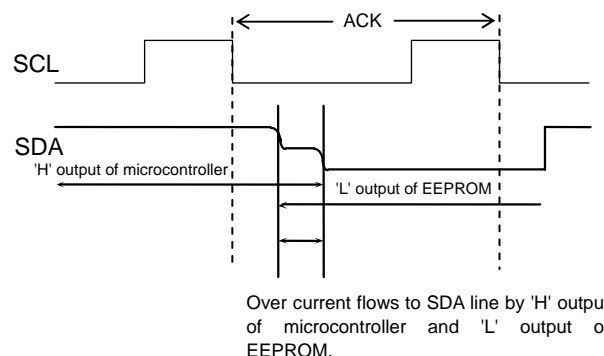 ACK
SCL
SDA
'H' output of microcontroller
'L' output of EEPROM
Over current flows to SDA line by 'H' outpu
of microcontroller and 'L' output o
EEPROM.